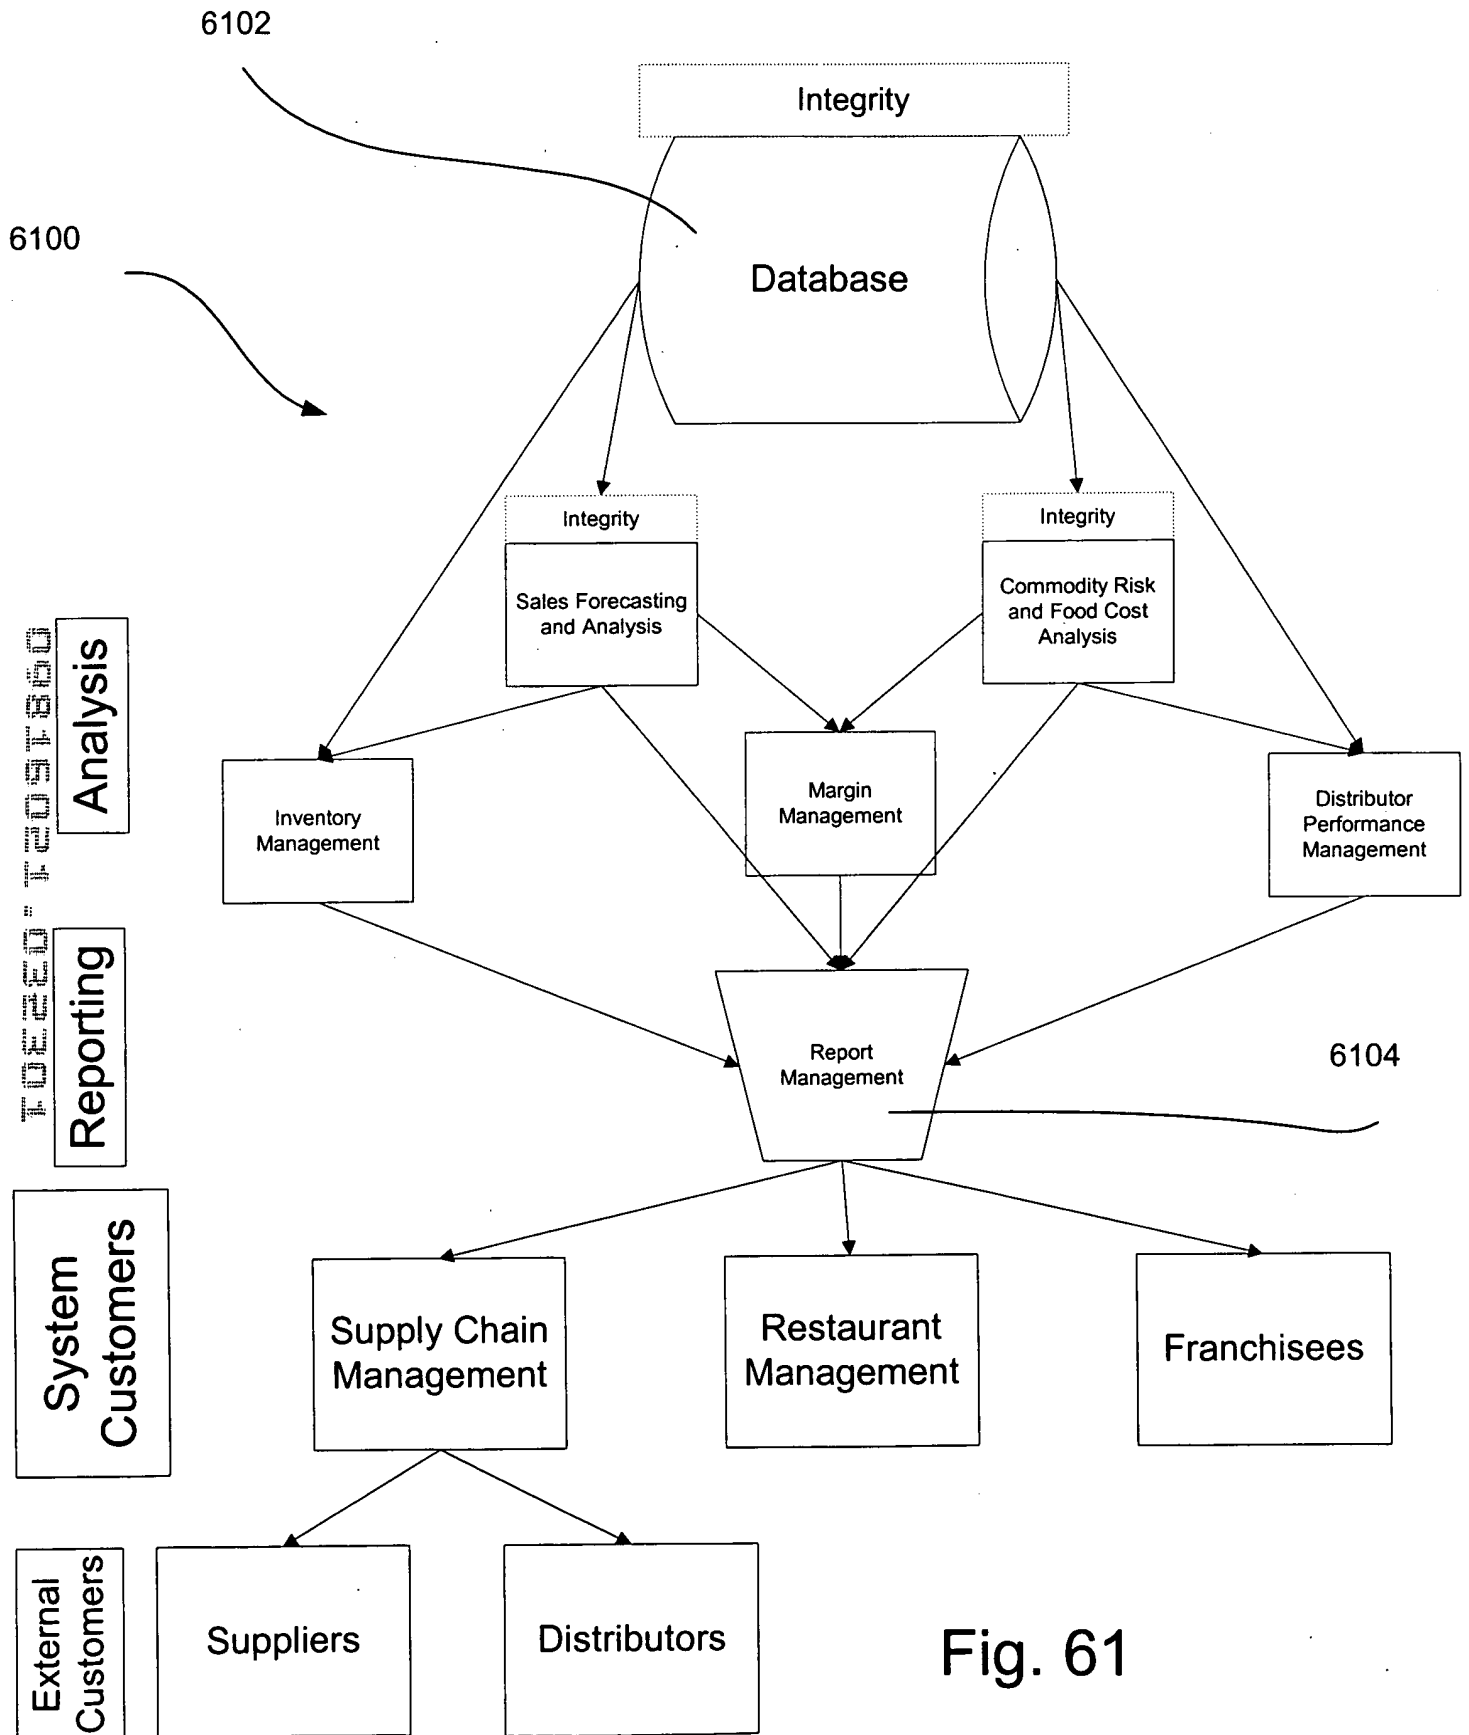 6102
Integrity
6100
Database
Integrity
Integrity
Sales Forecasting
and Analysis
Commodity Risk
and Food Cost
Analysis
Analysis
Inventory
Management
Margin
Management
Distributor
Performance
Management
09815021.032301
Reporting
Report
Management
6104
System
Customers
Supply Chain
Management
Restaurant
Management
Franchisees
External
Customers
Suppliers
Distributors
Fig. 61